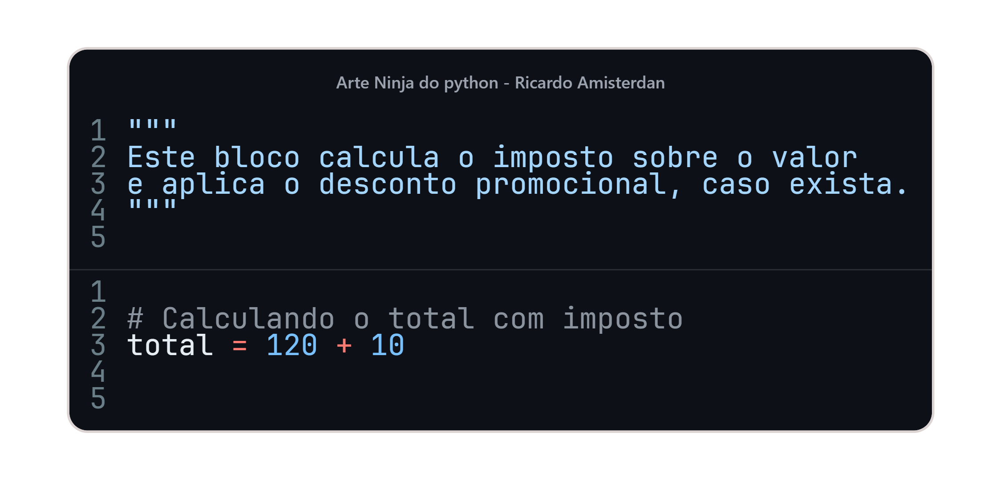 Arte Ninja do python - Ricardo Amisterdan
1 """
2 Este bloco calcula o imposto sobre o valor
3 e aplica o desconto promocional, caso exista.
4 """
5
1
2 # Calculando o total com imposto
3 total = 120 + 10
4
5